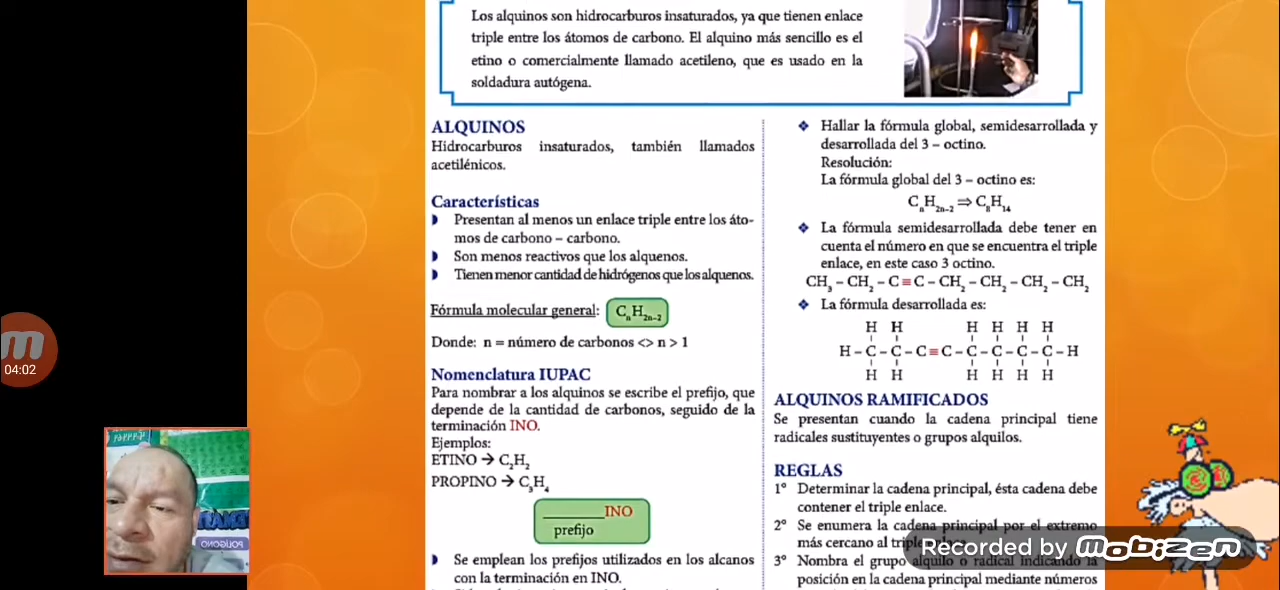 Los alquinos son hidrocarburos insaturados, ya que tienen enlace
triple entre los átomos de carbono. El alquino más sencillo es el
etino o comercialmente llamado acetileno, que es usado en la
soldadura autógena.
ALQUINOS
Hidrocarburos insaturados, también llamados
acetilénicos.
Características
Presentan al menos un enlace triple entre los áto-
mos de carbono – carbono.
Son menos reactivos que los alquenos.
Tienen menor cantidad de hidrógenos que los alquenos.
Fórmula molecular general: CₙH₂ₙ₋₂
Donde: n = número de carbonos <> n > 1
Nomenclatura IUPAC
Para nombrar a los alquinos se escribe el prefijo, que
depende de la cantidad de carbonos, seguido de la
terminación INO.
Ejemplos:
ETINO → C₂H₂
PROPINO → C₃H₄
________INO
prefijo
Se emplean los prefijos utilizados en los alcanos
con la terminación en INO.
❖ Hallar la fórmula global, semidesarrollada y
desarrollada del 3 – octino.
Resolución:
La fórmula global del 3 – octino es:
CₙH₂ₙ₋₂ ⇒ C₈H₁₄
❖ La fórmula semidesarrollada debe tener en
cuenta el número en que se encuentra el triple
enlace, en este caso 3 octino.
CH₃ – CH₂ – C ≡ C – CH₂ – CH₂ – CH₂ – CH₂
❖ La fórmula desarrollada es:
H H H H H H
H – C – C – C ≡ C – C – C – C – C – H
H H H H H H
ALQUINOS RAMIFICADOS
Se presentan cuando la cadena principal tiene
radicales sustituyentes o grupos alquilos.
REGLAS
1° Determinar la cadena principal, ésta cadena debe
contener el triple enlace.
2° Se enumera la cadena principal por el extremo
más cercano al triple
3° Nombra el grupo alquilo o radical indicando la
posición en la cadena principal mediante números
Recorded by mobizen
m
04:02
POLIGONO